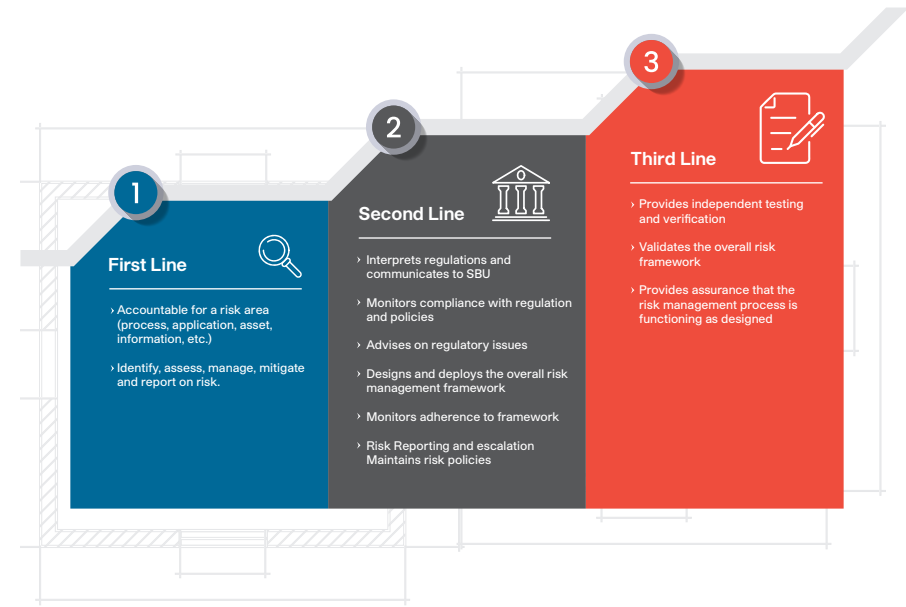 1
First Line
› Accountable for a risk area
(process, application, asset,
information, etc.)
› Identify, assess, manage, mitigate
and report on risk.
2
Second Line
› Interprets regulations and
communicates to SBU
› Monitors compliance with regulation
and policies
› Advises on regulatory issues
› Designs and deploys the overall risk
management framework
› Monitors adherence to framework
› Risk Reporting and escalation
Maintains risk policies
3
Third Line
› Provides independent testing
and verification
› Validates the overall risk
framework
› Provides assurance that the
risk management process is
functioning as designed